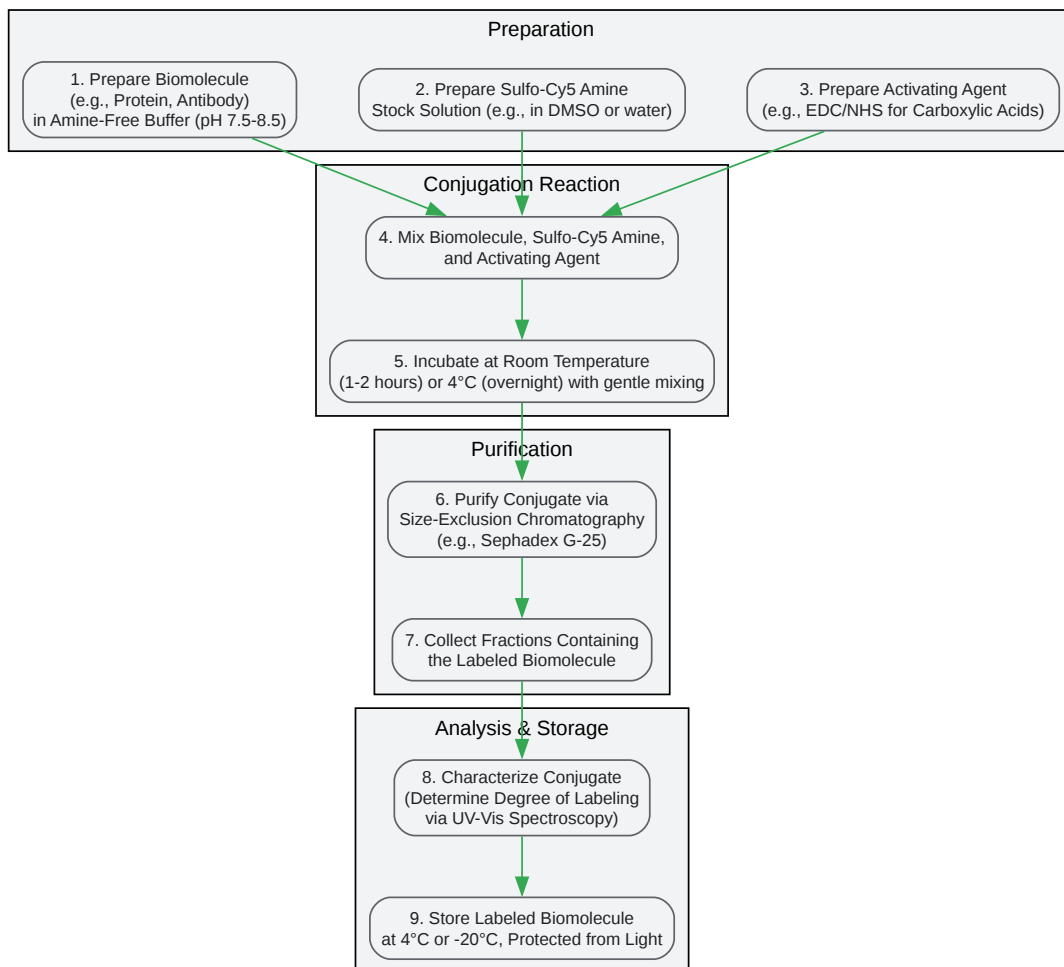 Preparation
1. Prepare Biomolecule
(e.g., Protein, Antibody)
in Amine-Free Buffer (pH 7.5-8.5)
2. Prepare Sulfo-Cy5 Amine
Stock Solution (e.g., in DMSO or water)
3. Prepare Activating Agent
(e.g., EDC/NHS for Carboxylic Acids)
Conjugation Reaction
4. Mix Biomolecule, Sulfo-Cy5 Amine,
and Activating Agent
5. Incubate at Room Temperature
(1-2 hours) or 4°C (overnight) with gentle mixing
Purification
6. Purify Conjugate via
Size-Exclusion Chromatography
(e.g., Sephadex G-25)
7. Collect Fractions Containing
the Labeled Biomolecule
Analysis & Storage
8. Characterize Conjugate
(Determine Degree of Labeling
via UV-Vis Spectroscopy)
9. Store Labeled Biomolecule
at 4°C or -20°C, Protected from Light